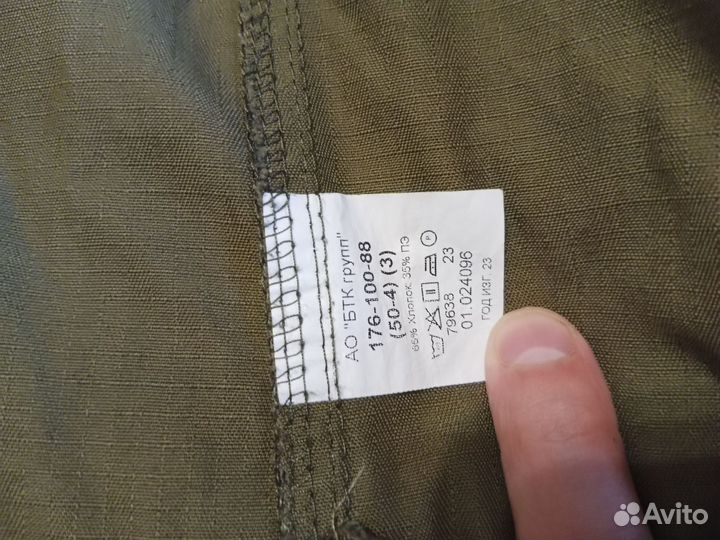 АО "БТК групп"
176-100-88
(50-4) (3)
65% Хлопок 35% ПЭ
P
79638 23
01.024096
ГОД ИЗГ. 23
Avito